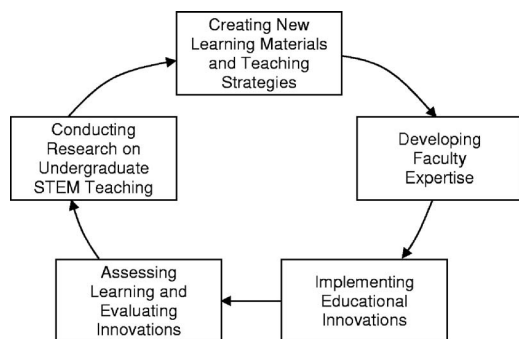 Creating New
Learning Materials
and Teaching
Strategies
Developing
Faculty
Expertise
Implementing
Educational
Innovations
Assessing
Learning and
Evaluating
Innovations
Conducting
Research on
Undergraduate
STEM Teaching